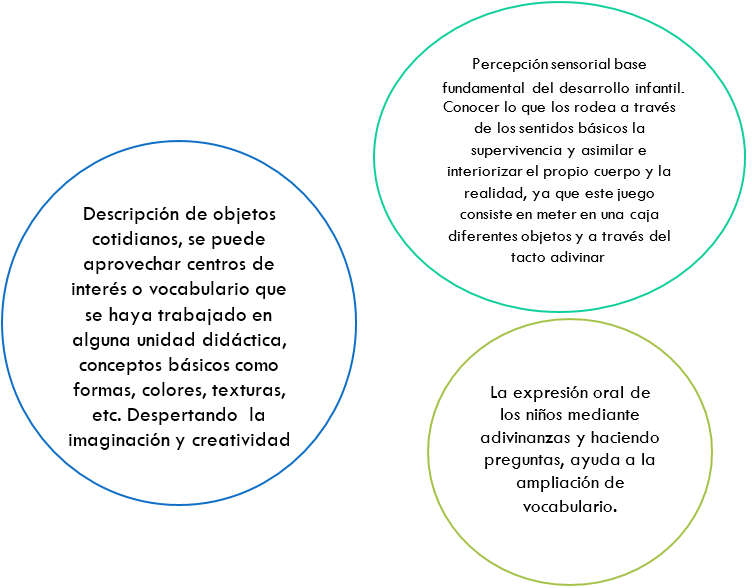 Descripción de objetos
cotidianos, se puede
aprovechar centros de
interés o vocabulario que
se haya trabajado en
alguna unidad didáctica,
conceptos básicos como
formas, colores, texturas,
etc. Despertando la
imaginación y creatividad
Percepción sensorial base
fundamental del desarrollo infantil.
Conocer lo que los rodea a través
de los sentidos básicos la
supervivencia y asimilar e
interiorizar el propio cuerpo y la
realidad, ya que este juego
consiste en meter en una caja
diferentes objetos y a través del
tacto adivinar
La expresión oral de
los niños mediante
adivinanzas y haciendo
preguntas, ayuda a la
ampliación de
vocabulario.